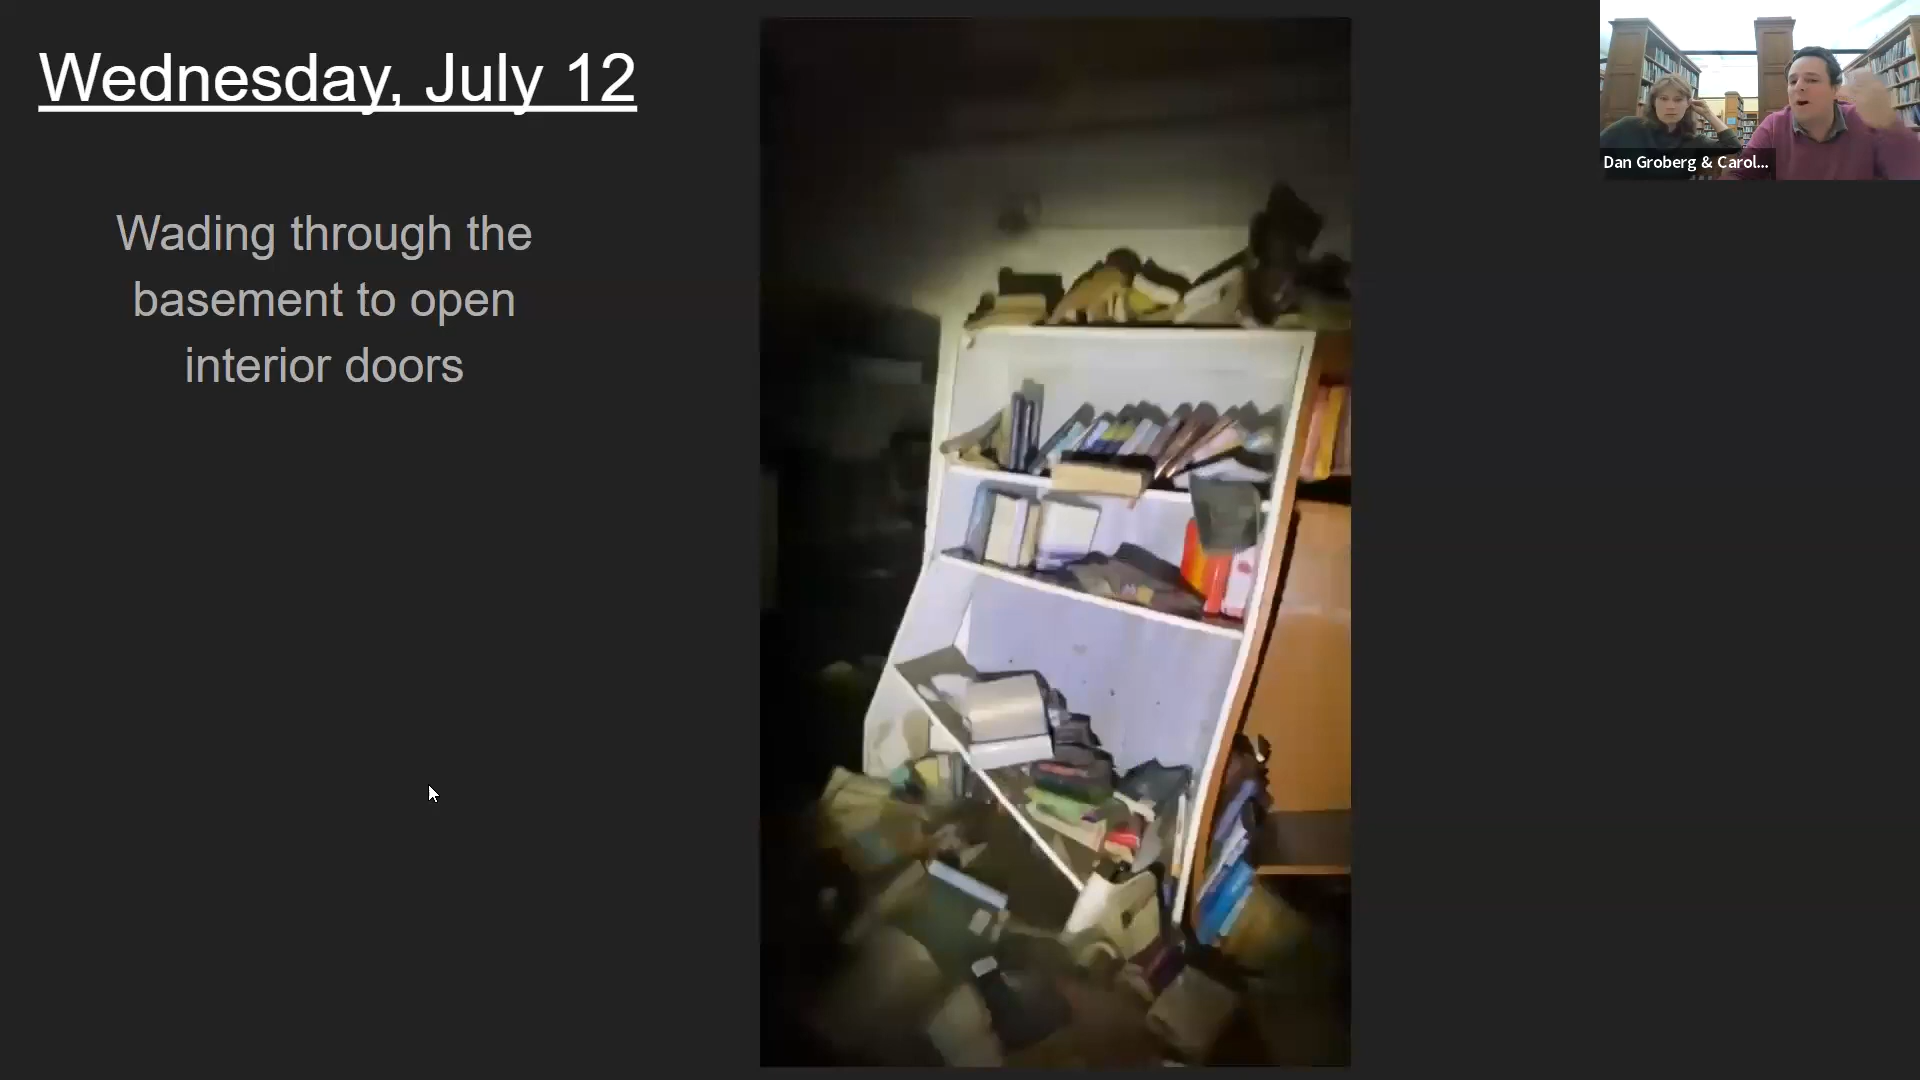 Wednesday, July 12
Wading through the
basement to open
interior doors
Dan Groberg & Carol...